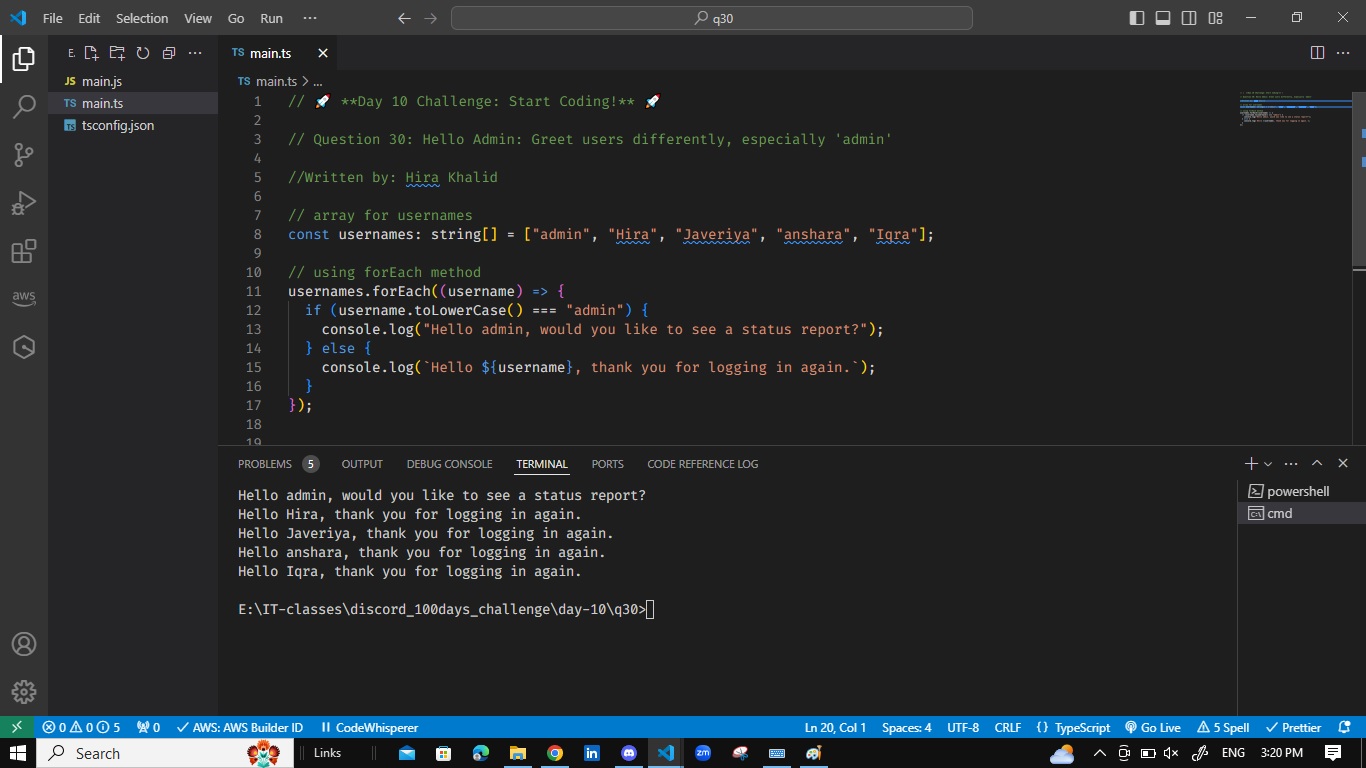 File Edit Selection View Go Run ···
q30
E.
JS main.js
TS main.ts
tsconfig.json
TS main.ts
TS main.ts > ...
1 // 🚀 **Day 10 Challenge: Start Coding!** 🚀
2
3 // Question 30: Hello Admin: Greet users differently, especially 'admin'
4
5 //Written by: Hira Khalid
6
7 // array for usernames
8 const usernames: string[] = ["admin", "Hira", "Javeriya", "anshara", "Iqra"];
9
10 // using forEach method
11 usernames.forEach((username) => {
12 if (username.toLowerCase() === "admin") {
13 console.log("Hello admin, would you like to see a status report?");
14 } else {
15 console.log(`Hello ${username}, thank you for logging in again.`);
16 }
17 });
18
19
PROBLEMS 5 OUTPUT DEBUG CONSOLE TERMINAL PORTS CODE REFERENCE LOG
Hello admin, would you like to see a status report?
Hello Hira, thank you for logging in again.
Hello Javeriya, thank you for logging in again.
Hello anshara, thank you for logging in again.
Hello Iqra, thank you for logging in again.
E:\IT-classes\discord_100days_challenge\day-10\q30>
powershell
cmd
aws
0 0 5 0 AWS: AWS Builder ID CodeWhisperer Ln 20, Col 1 Spaces: 4 UTF-8 CRLF {} TypeScript Go Live 5 Spell Prettier
Search Links ENG 3:20 PM